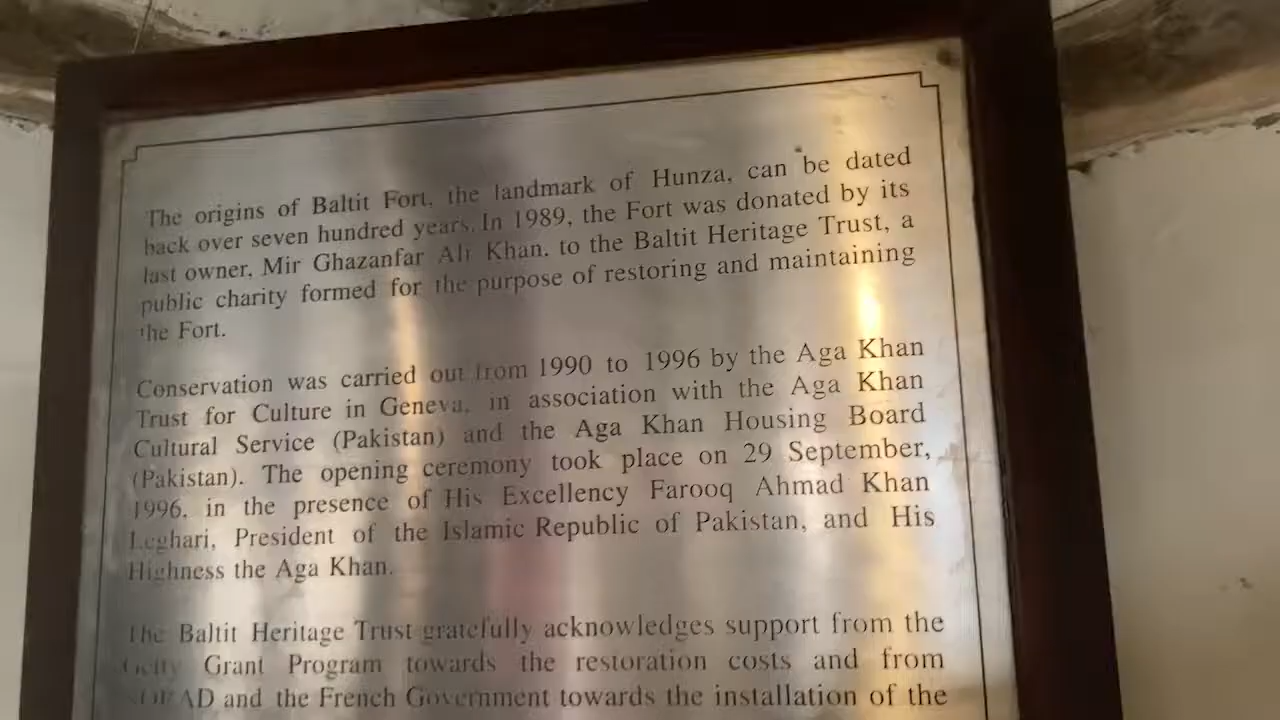 The origins of Baltit Fort, the landmark of Hunza, can be dated
back over seven hundred years. In 1989, the Fort was donated by its
last owner, Mir Ghazanfar Ali Khan, to the Baltit Heritage Trust, a
public charity formed for the purpose of restoring and maintaining
the Fort.
Conservation was carried out from 1990 to 1996 by the Aga Khan
Trust for Culture in Geneva, in association with the Aga Khan
Cultural Service (Pakistan) and the Aga Khan Housing Board
(Pakistan). The opening ceremony took place on 29 September,
1996, in the presence of His Excellency Farooq Ahmad Khan
Leghari, President of the Islamic Republic of Pakistan, and His
Highness the Aga Khan.
The Baltit Heritage Trust gratefully acknowledges support from the
Getty Grant Program towards the restoration costs and from
NORAD and the French Government towards the installation of the